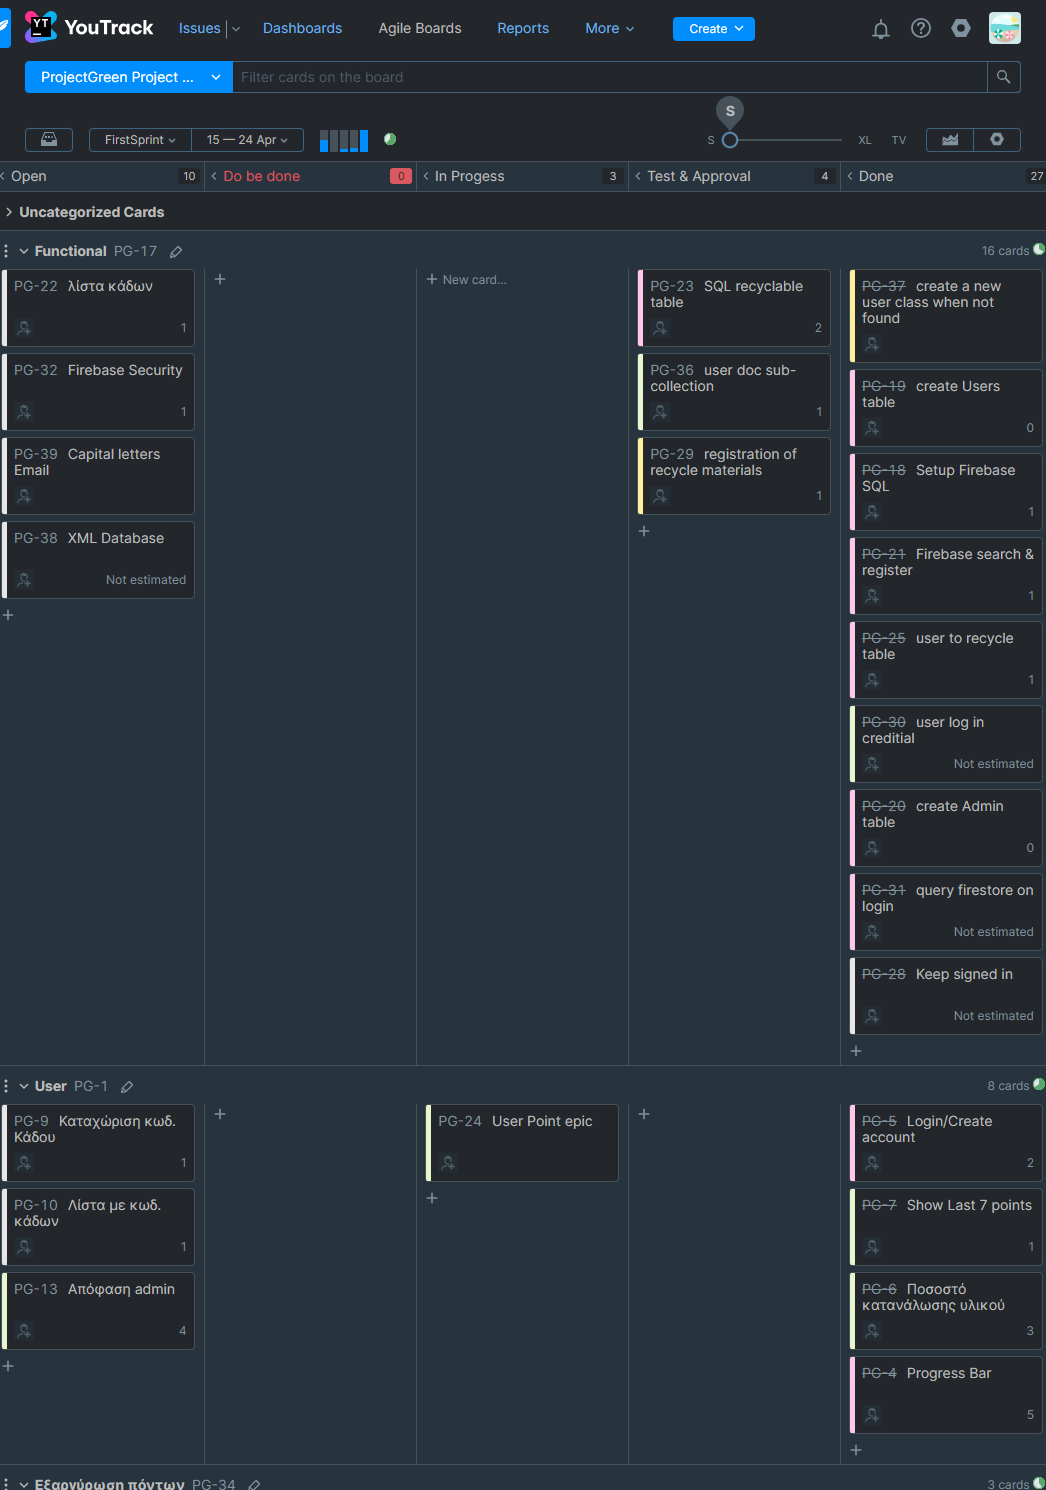 YT YouTrack Issues Dashboards Agile Boards Reports More Create
ProjectGreen Project ... Filter cards on the board
S
FirstSprint 15 — 24 Apr S XL TV
Open 10 Do be done 0 In Progess 3 Test & Approval 4 Done 27
Uncategorized Cards
Functional PG-17 16 cards
PG-22 λίστα κάδων
1
PG-32 Firebase Security
1
PG-39 Capital letters
Email
PG-38 XML Database
Not estimated
New card...
PG-23 SQL recyclable
table
2
PG-36 user doc sub-
collection
1
PG-29 registration of
recycle materials
1
PG-37 create a new
user class when not
found
PG-19 create Users
table
0
PG-18 Setup Firebase
SQL
1
PG-21 Firebase search &
register
1
PG-25 user to recycle
table
1
PG-30 user log in
creditial
Not estimated
PG-20 create Admin
table
0
PG-31 query firestore on
login
Not estimated
PG-28 Keep signed in
Not estimated
User PG-1 8 cards
PG-9 Καταχώριση κωδ.
Κάδου
1
PG-10 Λίστα με κωδ.
κάδων
1
PG-13 Απόφαση admin
4
PG-24 User Point epic
PG-5 Login/Create
account
2
PG-7 Show Last 7 points
1
PG-6 Ποσοστό
κατανάλωσης υλικού
3
PG-4 Progress Bar
5
Εξαργύρωση πόντων PG-34 3 cards